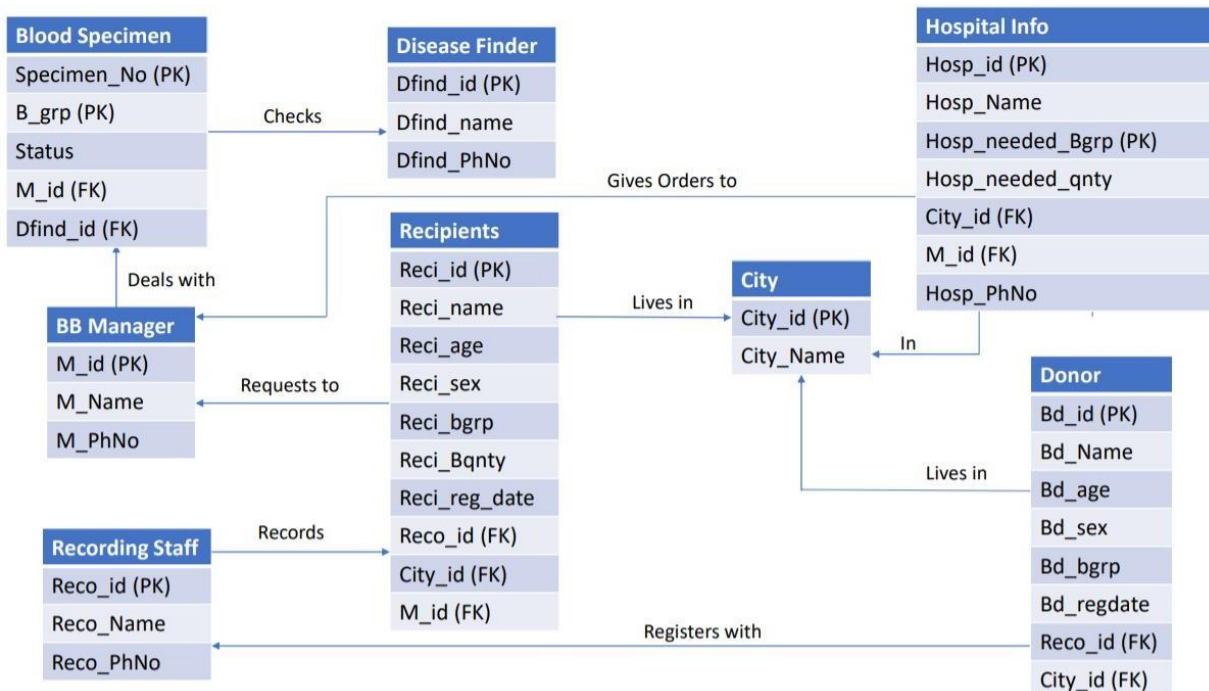 Blood Specimen
Specimen_No (PK)
B_grp (PK)
Status
M_id (FK)
Dfind_id (FK)
Checks
Disease Finder
Dfind_id (PK)
Dfind_name
Dfind_PhNo
Hospital Info
Hosp_id (PK)
Hosp_Name
Hosp_needed_Bgrp (PK)
Hosp_needed_qnty
City_id (FK)
M_id (FK)
Hosp_PhNo
Gives Orders to
Deals with
BB Manager
M_id (PK)
M_Name
M_PhNo
Requests to
Recipients
Reci_id (PK)
Reci_name
Reci_age
Reci_sex
Reci_bgrp
Reci_Bqnty
Reci_reg_date
Reco_id (FK)
City_id (FK)
M_id (FK)
Lives in
City
City_id (PK)
City_Name
In
Donor
Bd_id (PK)
Bd_Name
Bd_age
Bd_sex
Bd_bgrp
Bd_regdate
Reco_id (FK)
City_id (FK)
Lives in
Recording Staff
Reco_id (PK)
Reco_Name
Reco_PhNo
Records
Registers with